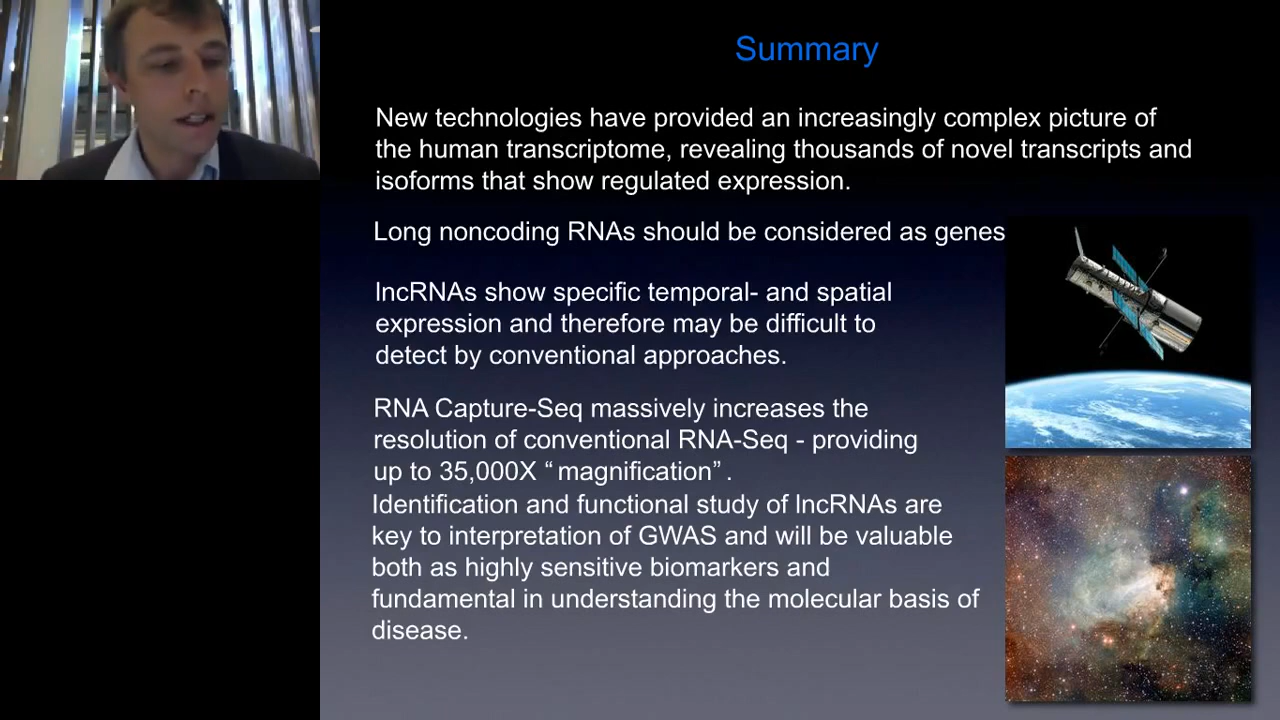 Summary
New technologies have provided an increasingly complex picture of
the human transcriptome, revealing thousands of novel transcripts and
isoforms that show regulated expression.
Long noncoding RNAs should be considered as genes
lncRNAs show specific temporal- and spatial
expression and therefore may be difficult to
detect by conventional approaches.
RNA Capture-Seq massively increases the
resolution of conventional RNA-Seq - providing
up to 35,000X “magnification”.
Identification and functional study of lncRNAs are
key to interpretation of GWAS and will be valuable
both as highly sensitive biomarkers and
fundamental in understanding the molecular basis of
disease.